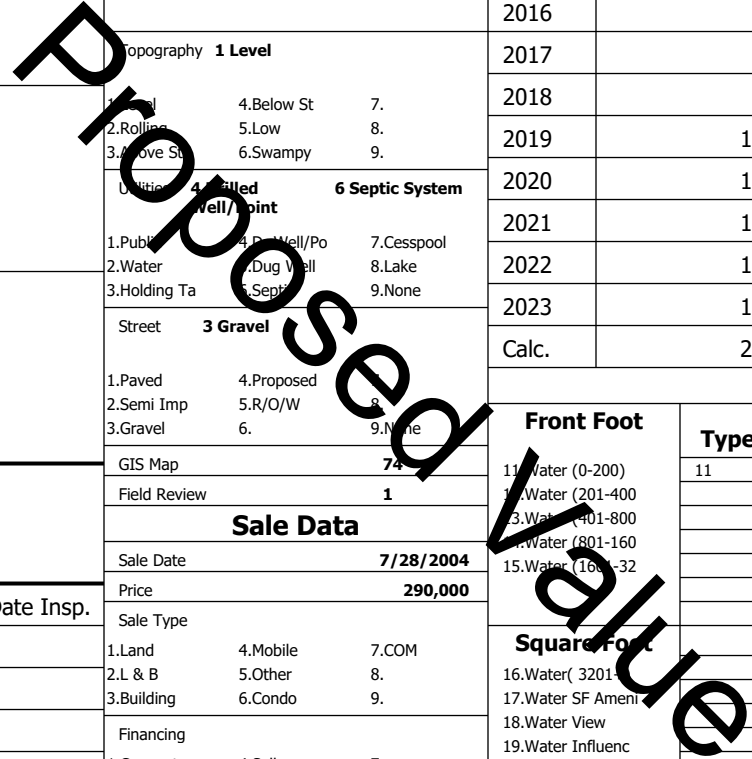 Topography 1 Level
1.Level 4.Below St 7.
2.Rolling 5.Low 8.
3.Above St 6.Swampy 9.
Utilities 4 Drilled Well/Point 6 Septic System
1.Public 4.Dr Well/Po 7.Cesspool
2.Water 5.Dug Well 8.Lake
3.Holding Ta 6.Septic 9.None
Street 3 Gravel
1.Paved 4.Proposed
2.Semi Imp 5.R/O/W 8.
3.Gravel 6. 9.None
GIS Map 74
Field Review 1
Sale Data
Sale Date 7/28/2004
Price 290,000
Sale Type
1.Land 4.Mobile 7.COM
2.L & B 5.Other 8.
3.Building 6.Condo 9.
Financing
Date Insp.
2016
2017
2018
2019 1
2020 1
2021 1
2022 1
2023 1
Calc. 2
Front Foot
Type
11.Water (0-200) 11
12.Water (201-400
13.Water (401-800
14.Water (801-160
15.Water (1601-32
Square Foot
16.Water( 3201-
17.Water SF Ameni
18.Water View
19.Water Influenc
Proposed Value